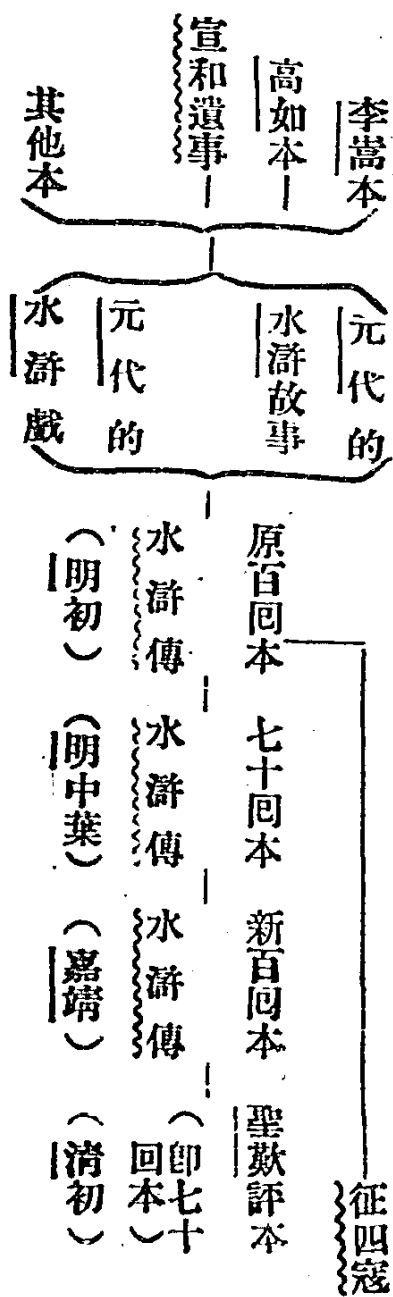 李嵩本
高如本
宣和遺事
其他本
元代的
水滸故事
元代的
水滸戲
原百回本
水滸傳
（明初）
七十回本
水滸傳
（明中葉）
新百回本
水滸傳
（嘉靖）
聖歎評本
（即七十
回本）
（清初）
征四寇